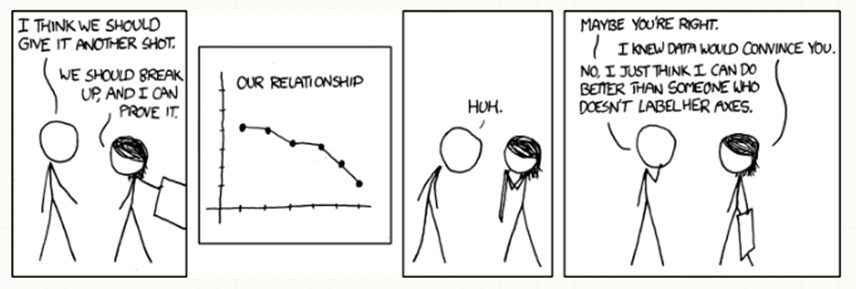 I THINK WE SHOULD
GIVE IT ANOTHER SHOT.
WE SHOULD BREAK
UP, AND I CAN
PROVE IT.
OUR RELATIONSHIP
HUH.
MAYBE YOU'RE RIGHT.
I KNEW DATA WOULD CONVINCE YOU.
NO, I JUST THINK I CAN DO
BETTER THAN SOMEONE WHO
DOESN'T LABEL HER AXES.